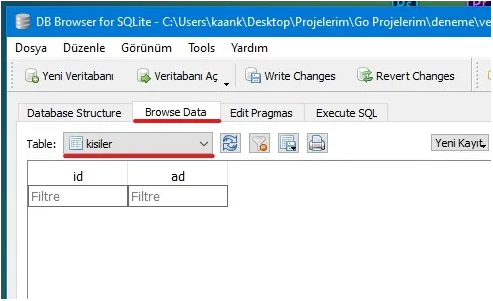 DB Browser for SQLite - C:\Users\kaank\Desktop\Projelerim\Go Projelerim\deneme\ve
Dosya Düzenle Görünüm Tools Yardım
Yeni Veritabanı Veritabanı Aç Write Changes Revert Changes
Database Structure Browse Data Edit Pragmas Execute SQL
Table: kisiler Yeni Kayıt
id ad
Filtre Filtre